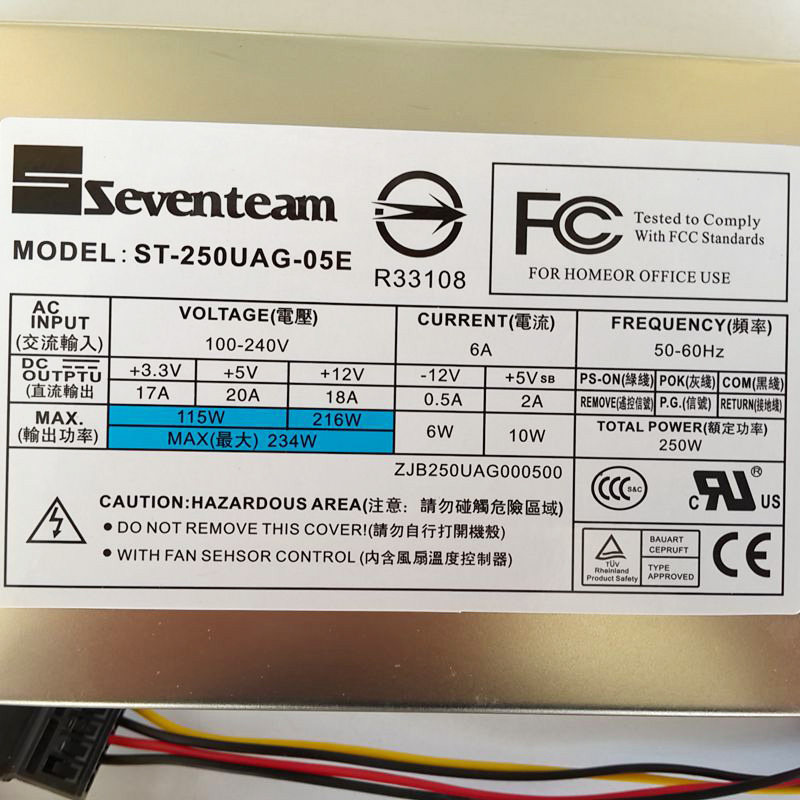 Seventeam
MODEL: ST-250UAG-05E
R33108
FC Tested to Comply
With FCC Standards
FOR HOMEOR OFFICE USE
AC INPUT (交流輸入) VOLTAGE(電壓) CURRENT(電流) FREQUENCY(頻率)
100-240V 6A 50-60Hz
DC OUTPTU (直流輸出) +3.3V +5V +12V -12V +5VSB PS-ON(綠綫) POK(灰綫) COM(黑綫)
17A 20A 18A 0.5A 2A REMOVE(遙控信號) P.G.(信號) RETURN(接地綫)
MAX. (輸出功率) 115W 216W 6W 10W TOTAL POWER(額定功率)
MAX(最大) 234W 250W
ZJB250UAG000500
CAUTION:HAZARDOUS AREA(注意：請勿碰觸危險區域)
● DO NOT REMOVE THIS COVER!(請勿自行打開機殼)
● WITH FAN SEHSOR CONTROL (內含風扇溫度控制器)
CCC S&C
c RU ® US
TÜV
Rheinland
Product Safety
BAUART
CEPRUFT
TYPE
APPROVED
CE